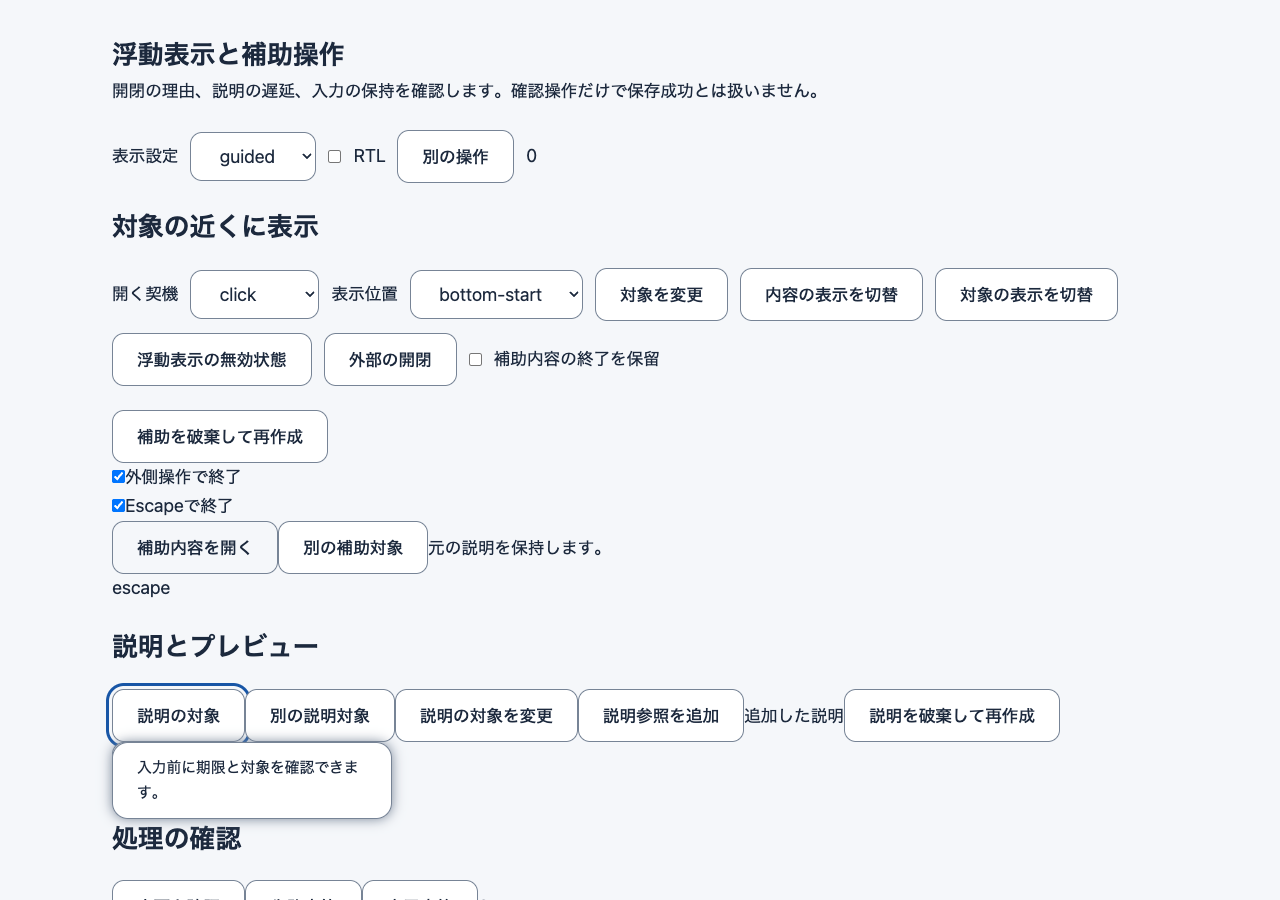 浮動表示と補助操作
開閉の理由、説明の遅延、入力の保持を確認します。確認操作だけで保存成功とは扱いません。
表示設定 guided RTL 別の操作 0
対象の近くに表示
開く契機 click 表示位置 bottom-start 対象を変更 内容の表示を切替 対象の表示を切替
浮動表示の無効状態 外部の開閉 補助内容の終了を保留
補助を破棄して再作成
外側操作で終了
Escapeで終了
補助内容を開く 別の補助対象 元の説明を保持します。
escape
説明とプレビュー
説明の対象 別の説明対象 説明の対象を変更 説明参照を追加 追加した説明 説明を破棄して再作成
入力前に期限と対象を確認できま
す。
処理の確認